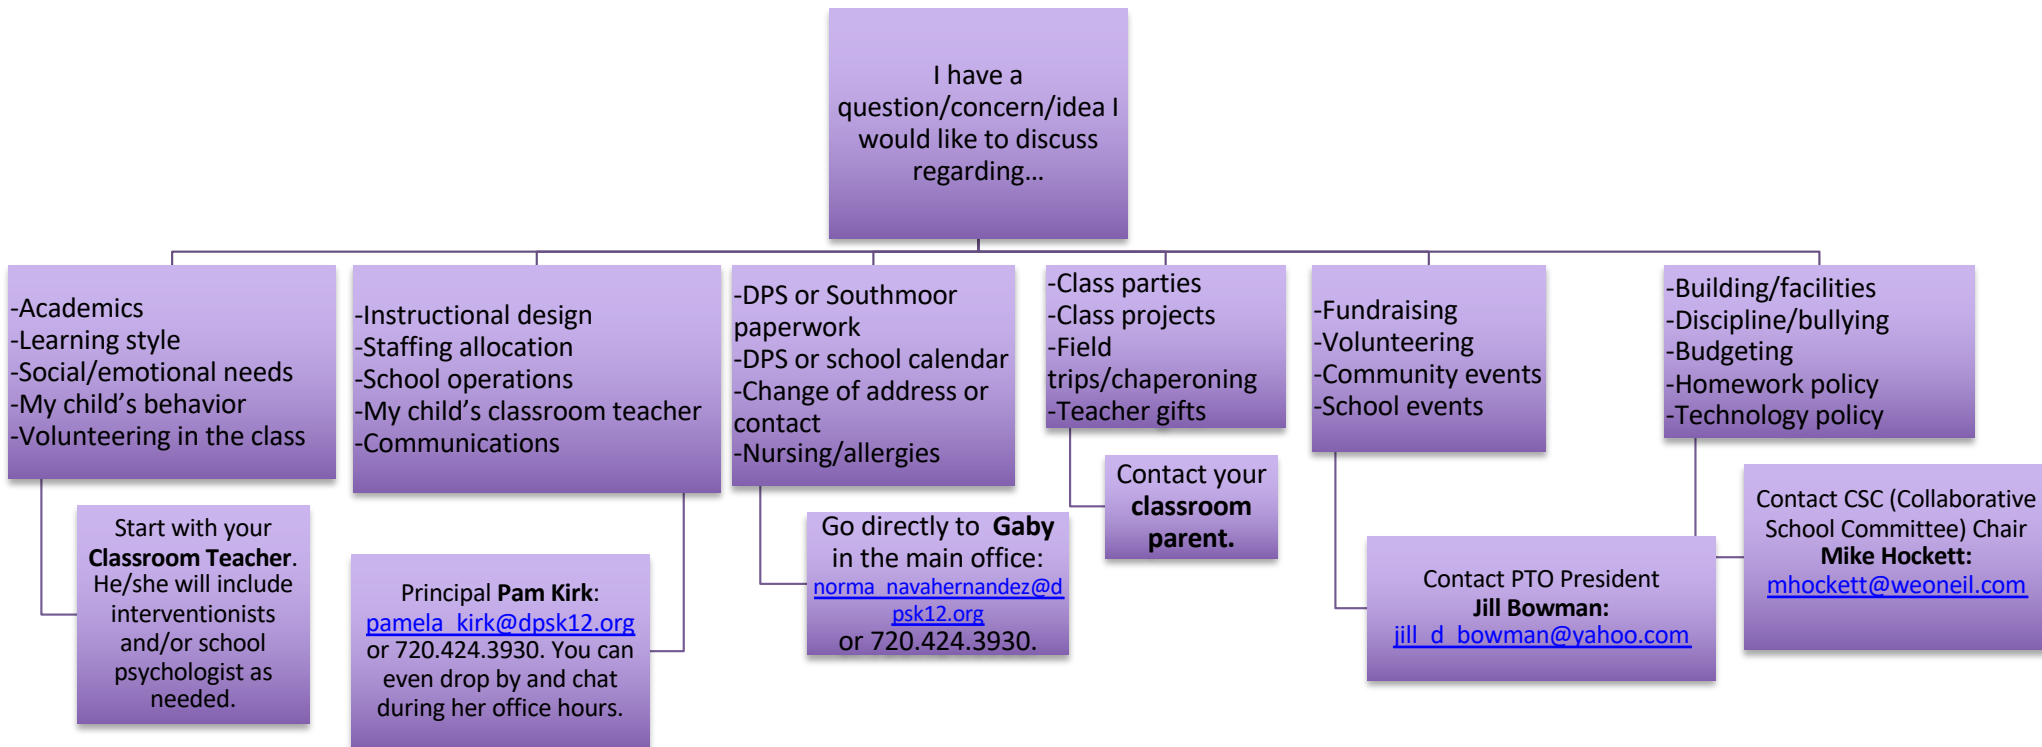 I have a
question/concern/idea I
would like to discuss
regarding...
-Academics
-Learning style
-Social/emotional needs
-My child’s behavior
-Volunteering in the class
Start with your
Classroom Teacher.
He/she will include
interventionists
and/or school
psychologist as
needed.
-Instructional design
-Staffing allocation
-School operations
-My child’s classroom teacher
-Communications
Principal Pam Kirk:
pamela_kirk@dpsk12.org
or 720.424.3930. You can
even drop by and chat
during her office hours.
-DPS or Southmoor
paperwork
-DPS or school calendar
-Change of address or
contact
-Nursing/allergies
Go directly to Gaby
in the main office:
norma_navahernandez@d
psk12.org
or 720.424.3930.
-Class parties
-Class projects
-Field
trips/chaperoning
-Teacher gifts
Contact your
classroom
parent.
-Fundraising
-Volunteering
-Community events
-School events
Contact PTO President
Jill Bowman:
jill_d_bowman@yahoo.com
-Building/facilities
-Discipline/bullying
-Budgeting
-Homework policy
-Technology policy
Contact CSC (Collaborative
School Committee) Chair
Mike Hockett:
mhockett@weoneil.com